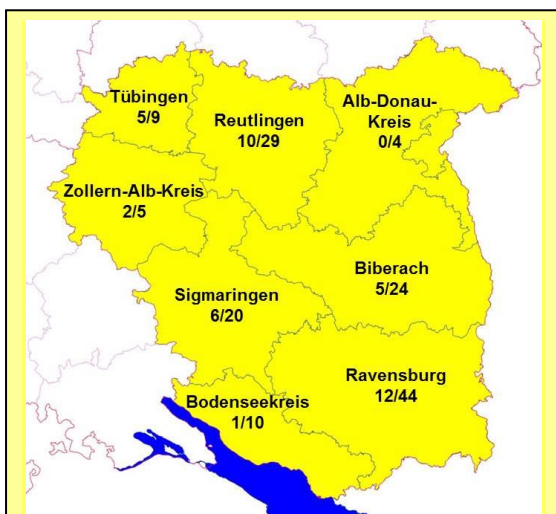 Tübingen
5/9
Reutlingen
10/29
Alb-Donau-
Kreis
0/4
Zollern-Alb-Kreis
2/5
Biberach
5/24
Sigmaringen
6/20
Ravensburg
12/44
Bodenseekreis
1/10